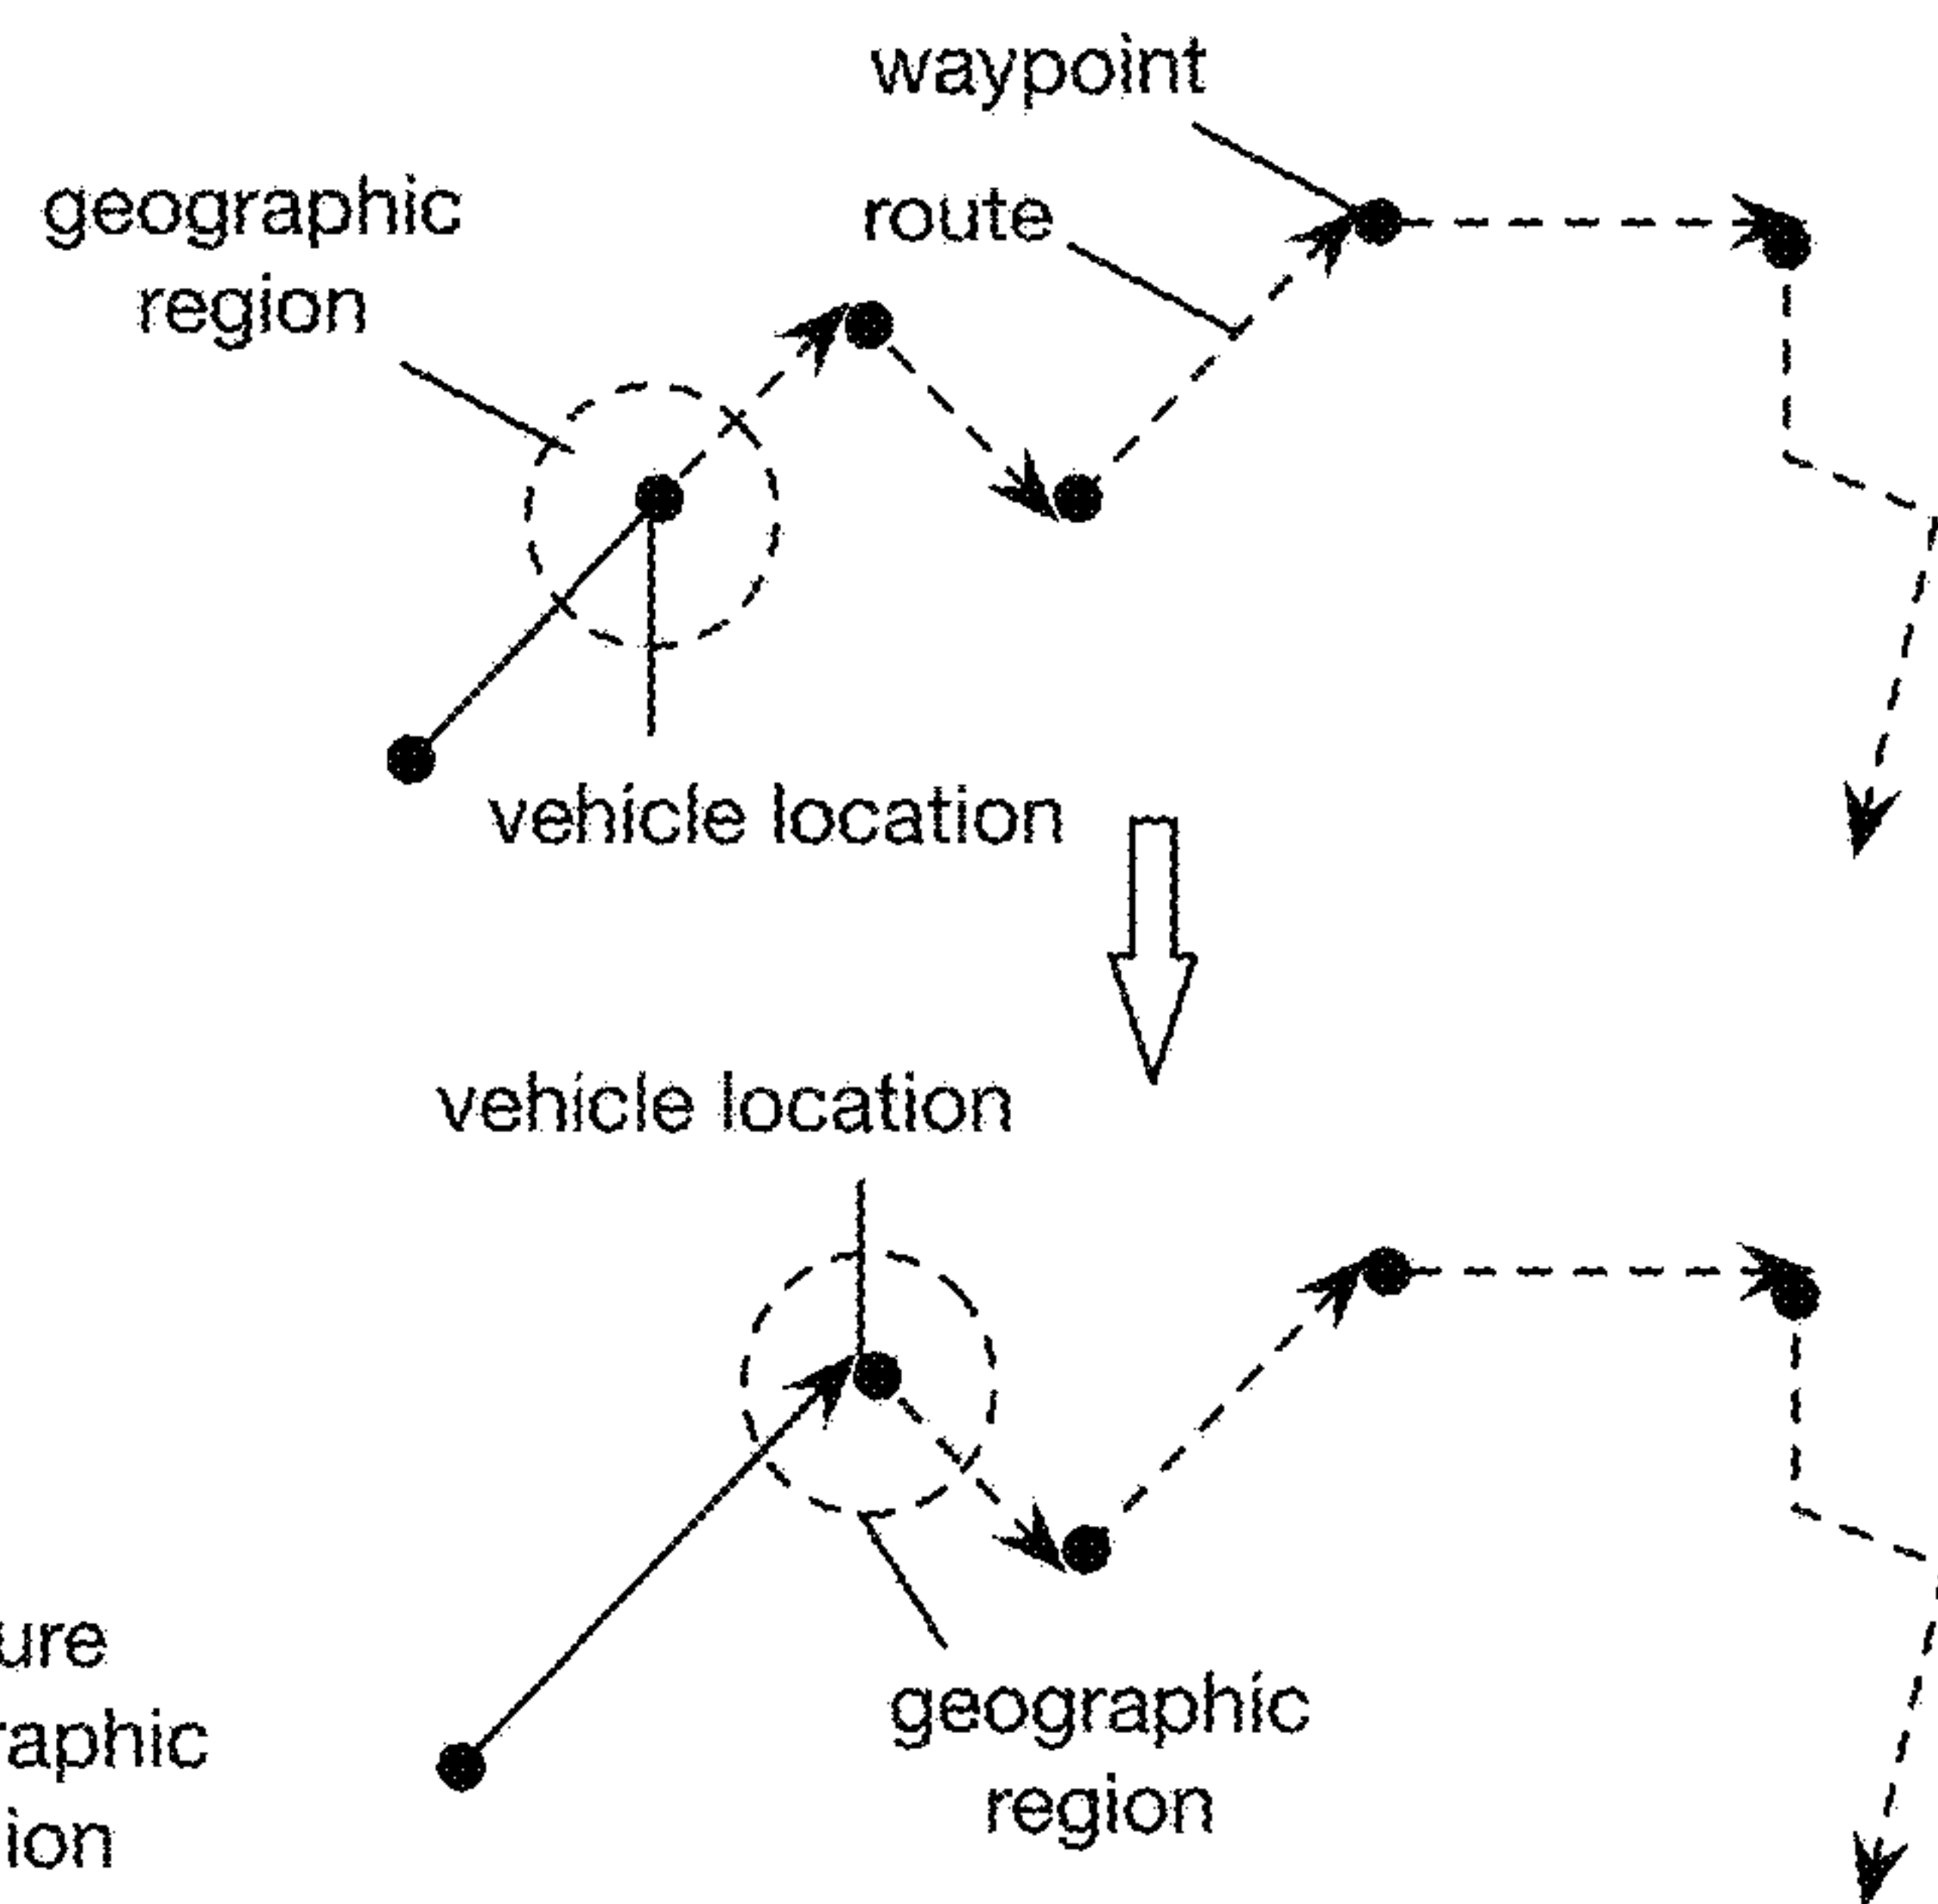 waypoint
geographic
region
route
vehicle location
vehicle location
geographic
region